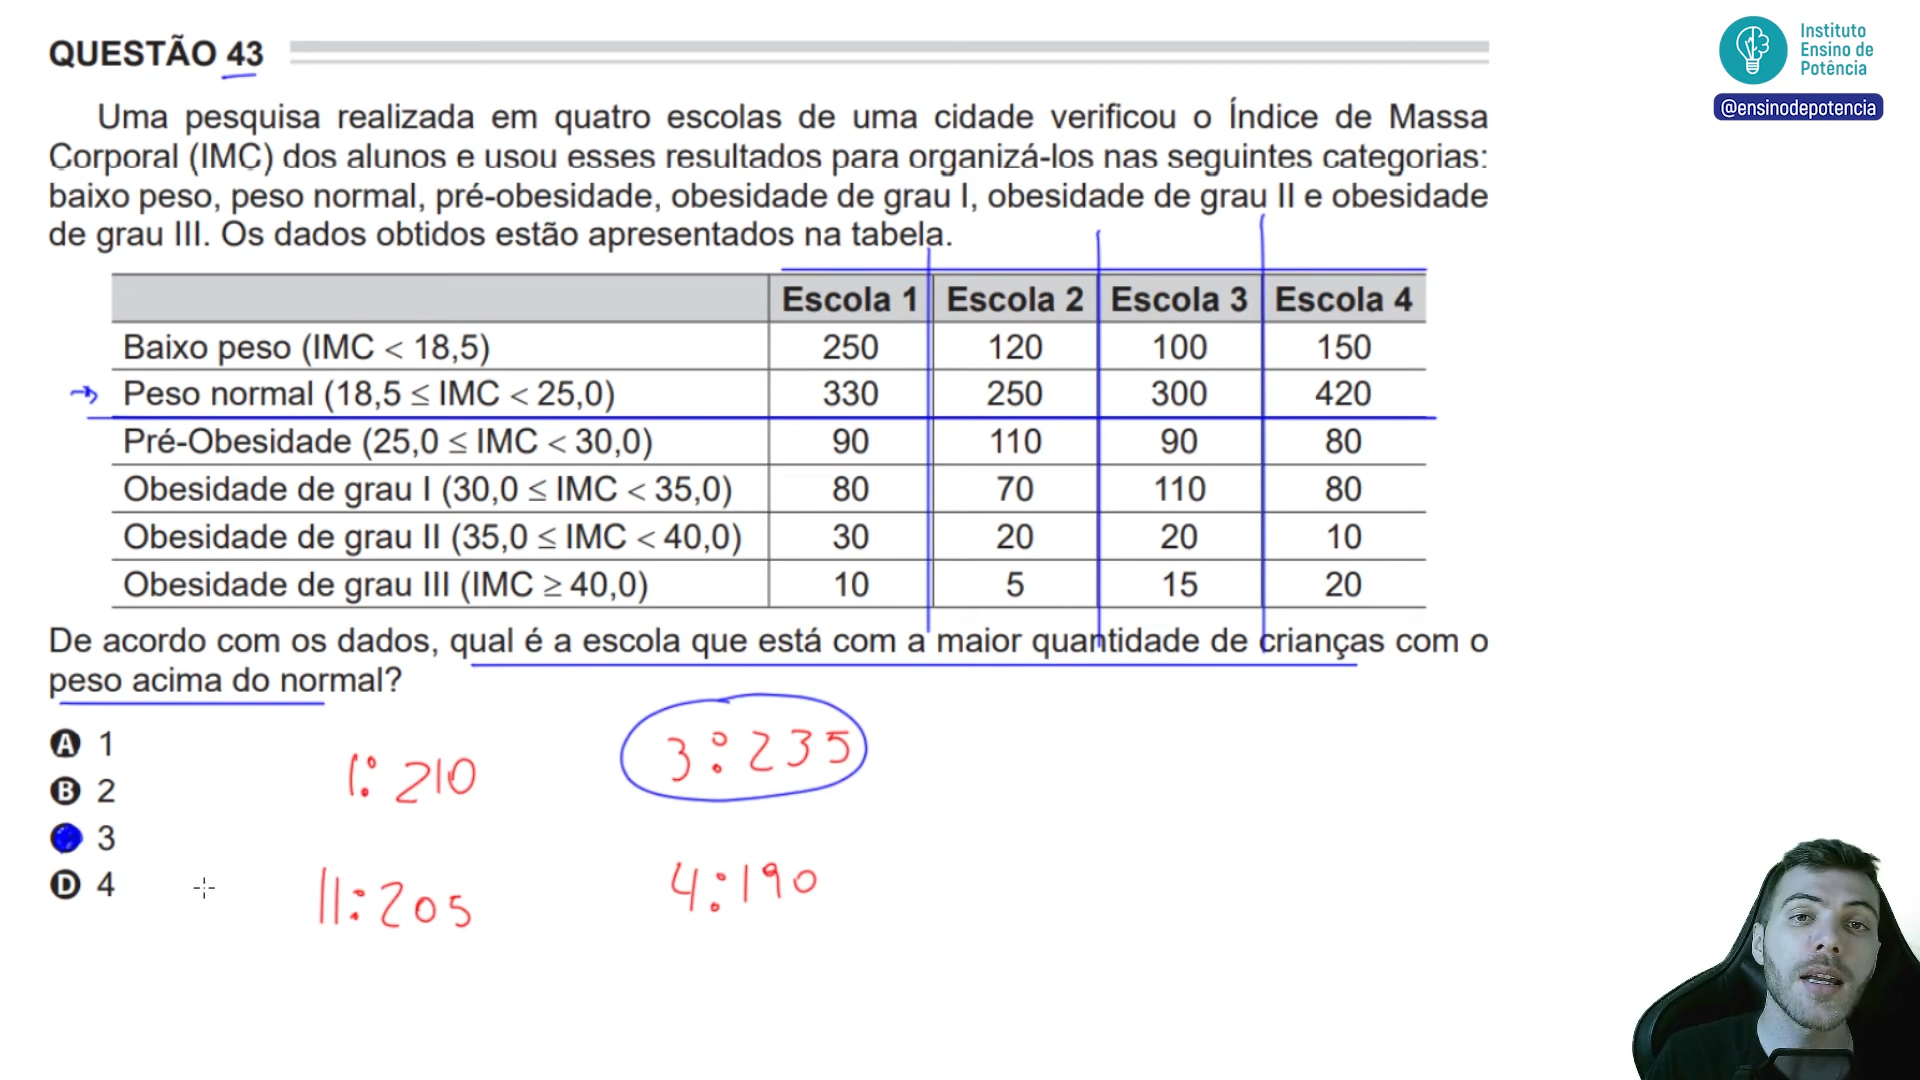 QUESTÃO 43
Instituto
Ensino de
Potência
@ensinodepotencia
Uma pesquisa realizada em quatro escolas de uma cidade verificou o Índice de Massa
Corporal (IMC) dos alunos e usou esses resultados para organizá-los nas seguintes categorias:
baixo peso, peso normal, pré-obesidade, obesidade de grau I, obesidade de grau II e obesidade
de grau III. Os dados obtidos estão apresentados na tabela.
Escola 1 Escola 2 Escola 3 Escola 4
Baixo peso (IMC < 18,5) 250 120 100 150
Peso normal (18,5 ≤ IMC < 25,0) 330 250 300 420
Pré-Obesidade (25,0 ≤ IMC < 30,0) 90 110 90 80
Obesidade de grau I (30,0 ≤ IMC < 35,0) 80 70 110 80
Obesidade de grau II (35,0 ≤ IMC < 40,0) 30 20 20 10
Obesidade de grau III (IMC ≥ 40,0) 10 5 15 20
De acordo com os dados, qual é a escola que está com a maior quantidade de crianças com o
peso acima do normal?
A 1
B 2
3
D 4
1: 210
3: 235
11: 205
4: 190